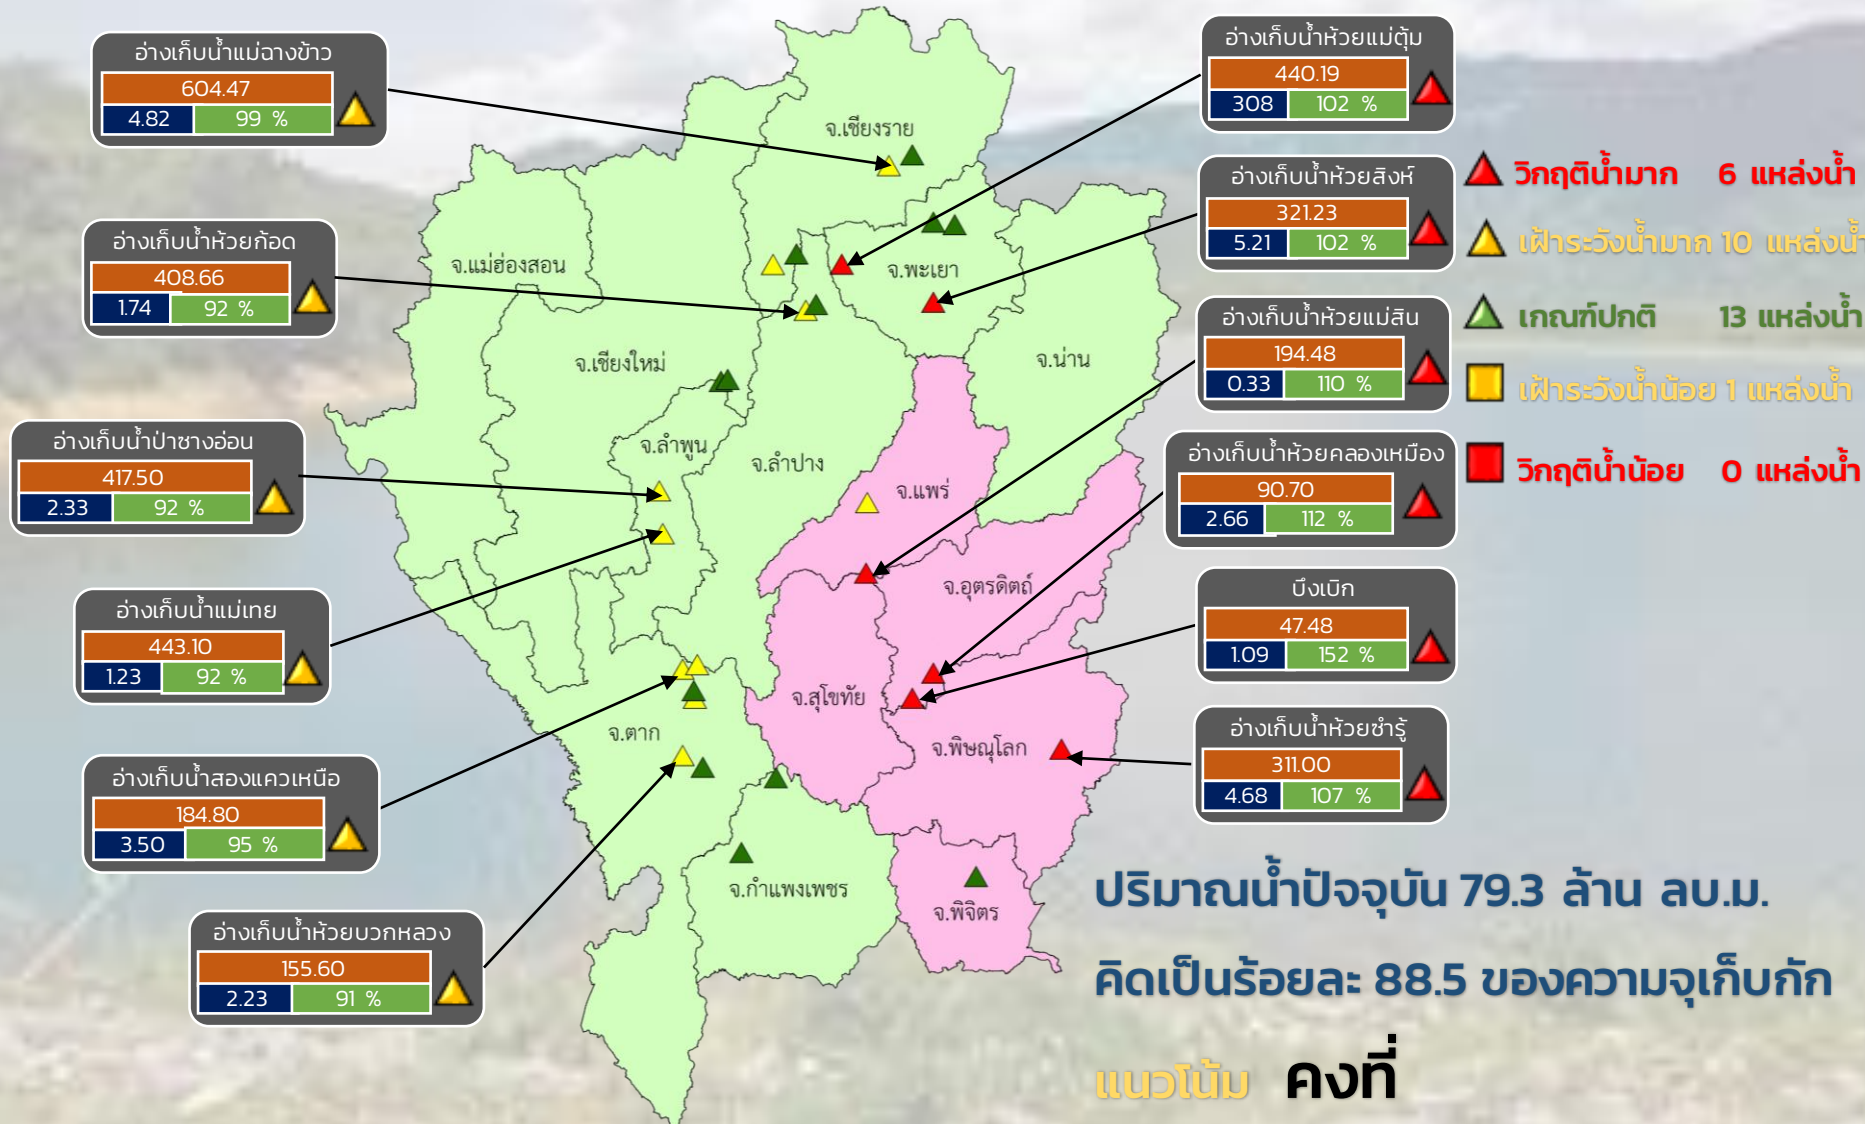 อ่างเก็บน้ำแม่ฉางข้าว
604.47
4.82 99 %
อ่างเก็บน้ำห้วยก้อด
408.66
1.74 92 %
อ่างเก็บน้ำป่าซางอ่อน
417.50
2.33 92 %
อ่างเก็บน้ำแม่เทย
443.10
1.23 92 %
อ่างเก็บน้ำสองแควเหนือ
184.80
3.50 95 %
อ่างเก็บน้ำห้วยบวกหลวง
155.60
2.23 91 %
จ.เชียงราย
จ.แม่ฮ่องสอน
จ.พะเยา
จ.เชียงใหม่
จ.น่าน
จ.ลำพูน
จ.ลำปาง
จ.แพร่
จ.อุตรดิตถ์
จ.สุโขทัย
จ.ตาก
จ.พิษณุโลก
จ.กำแพงเพชร
จ.พิจิตร
อ่างเก็บน้ำห้วยแม่ตุ้ม
440.19
308 102 %
อ่างเก็บน้ำห้วยสิงห์
321.23
5.21 102 %
อ่างเก็บน้ำห้วยแม่สิน
194.48
0.33 110 %
อ่างเก็บน้ำห้วยคลองเหมือง
90.70
2.66 112 %
บึงเบิก
47.48
1.09 152 %
อ่างเก็บน้ำห้วยซำรู้
311.00
4.68 107 %
วิกฤติน้ำมาก 6 แหล่งน้ำ
เฝ้าระวังน้ำมาก 10 แหล่งน้ำ
เกณฑ์ปกติ 13 แหล่งน้ำ
เฝ้าระวังน้ำน้อย 1 แหล่งน้ำ
วิกฤติน้ำน้อย 0 แหล่งน้ำ
ปริมาณน้ำปัจจุบัน 79.3 ล้าน ลบ.ม.
คิดเป็นร้อยละ 88.5 ของความจุเก็บกัก
แนวโน้ม คงที่